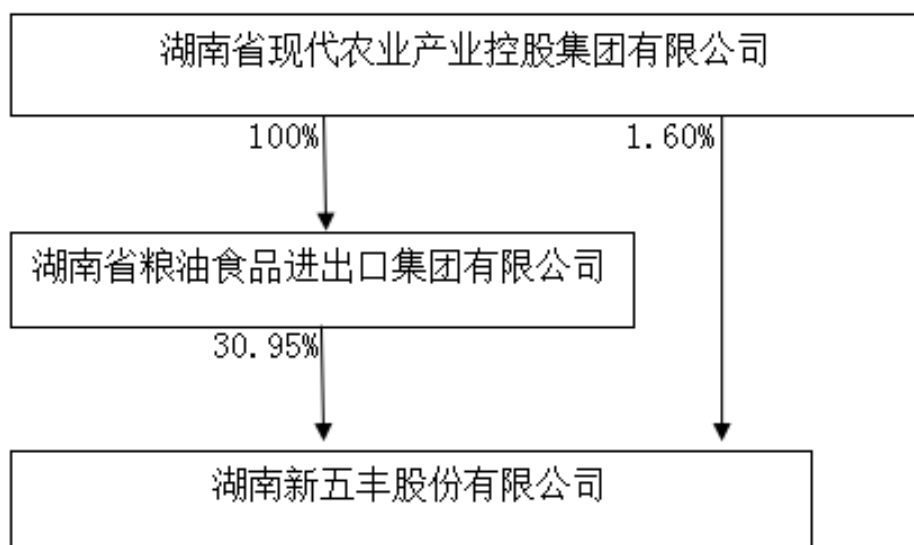 湖南省现代农业产业控股集团有限公司
100%
1.60%
湖南省粮油食品进出口集团有限公司
30.95%
湖南新五丰股份有限公司